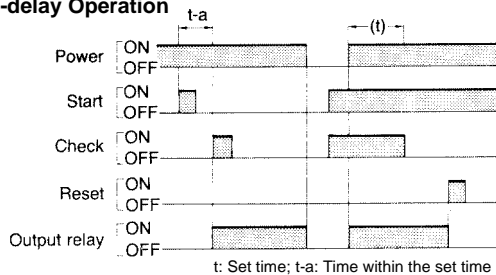 -delay Operation
t-a
(t)
Power ON
OFF
Start ON
OFF
Check ON
OFF
Reset ON
OFF
Output relay ON
OFF
t: Set time; t-a: Time within the set time